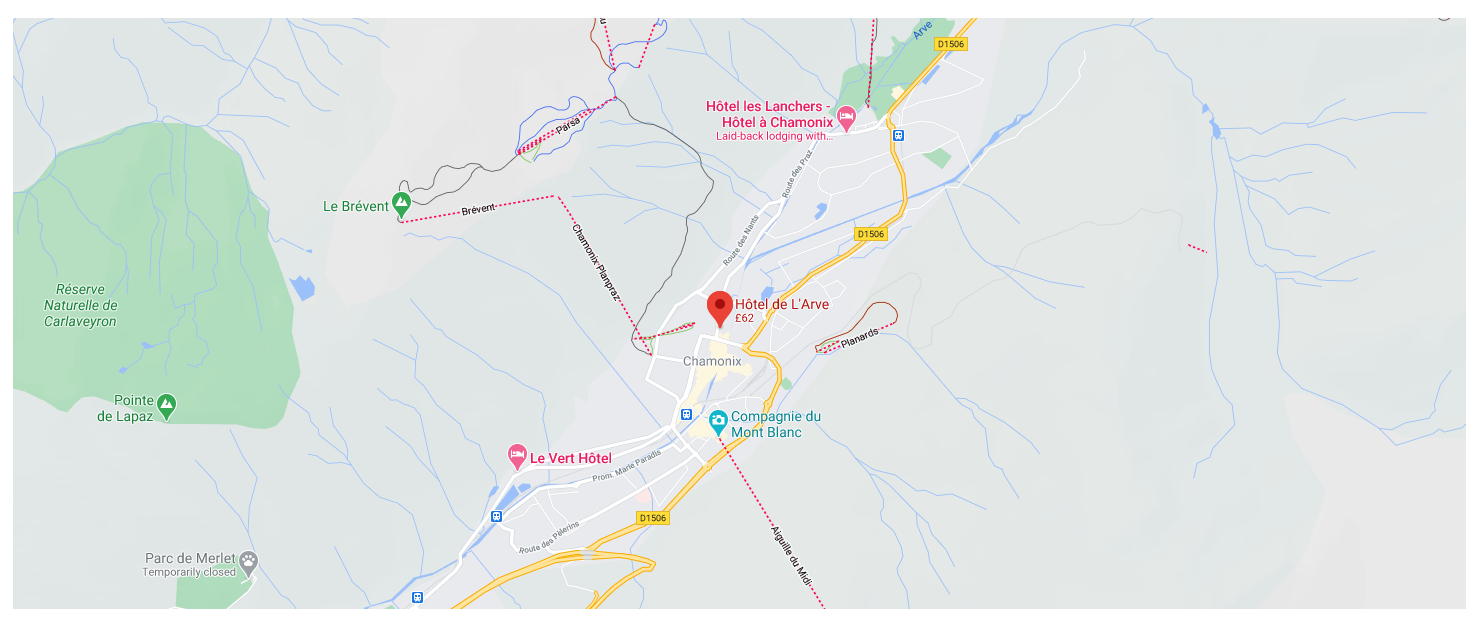 Arve
D1506
Hôtel les Lanchers -
Hôtel à Chamonix
Laid-back lodging with...
Parsa
Route des Praz
Le Brévent
Brévent
Route des Nants
D1506
Chamonix-Planpraz
Réserve
Naturelle de
Carlaveyron
Hôtel de L'Arve
£62
Planards
Chamonix
Pointe
de Lapaz
Compagnie du
Mont Blanc
Le Vert Hôtel
Prom. Marie Paradis
D1506
Route des Pèlerins
Aiguille du Midi
Parc de Merlet
Temporarily closed